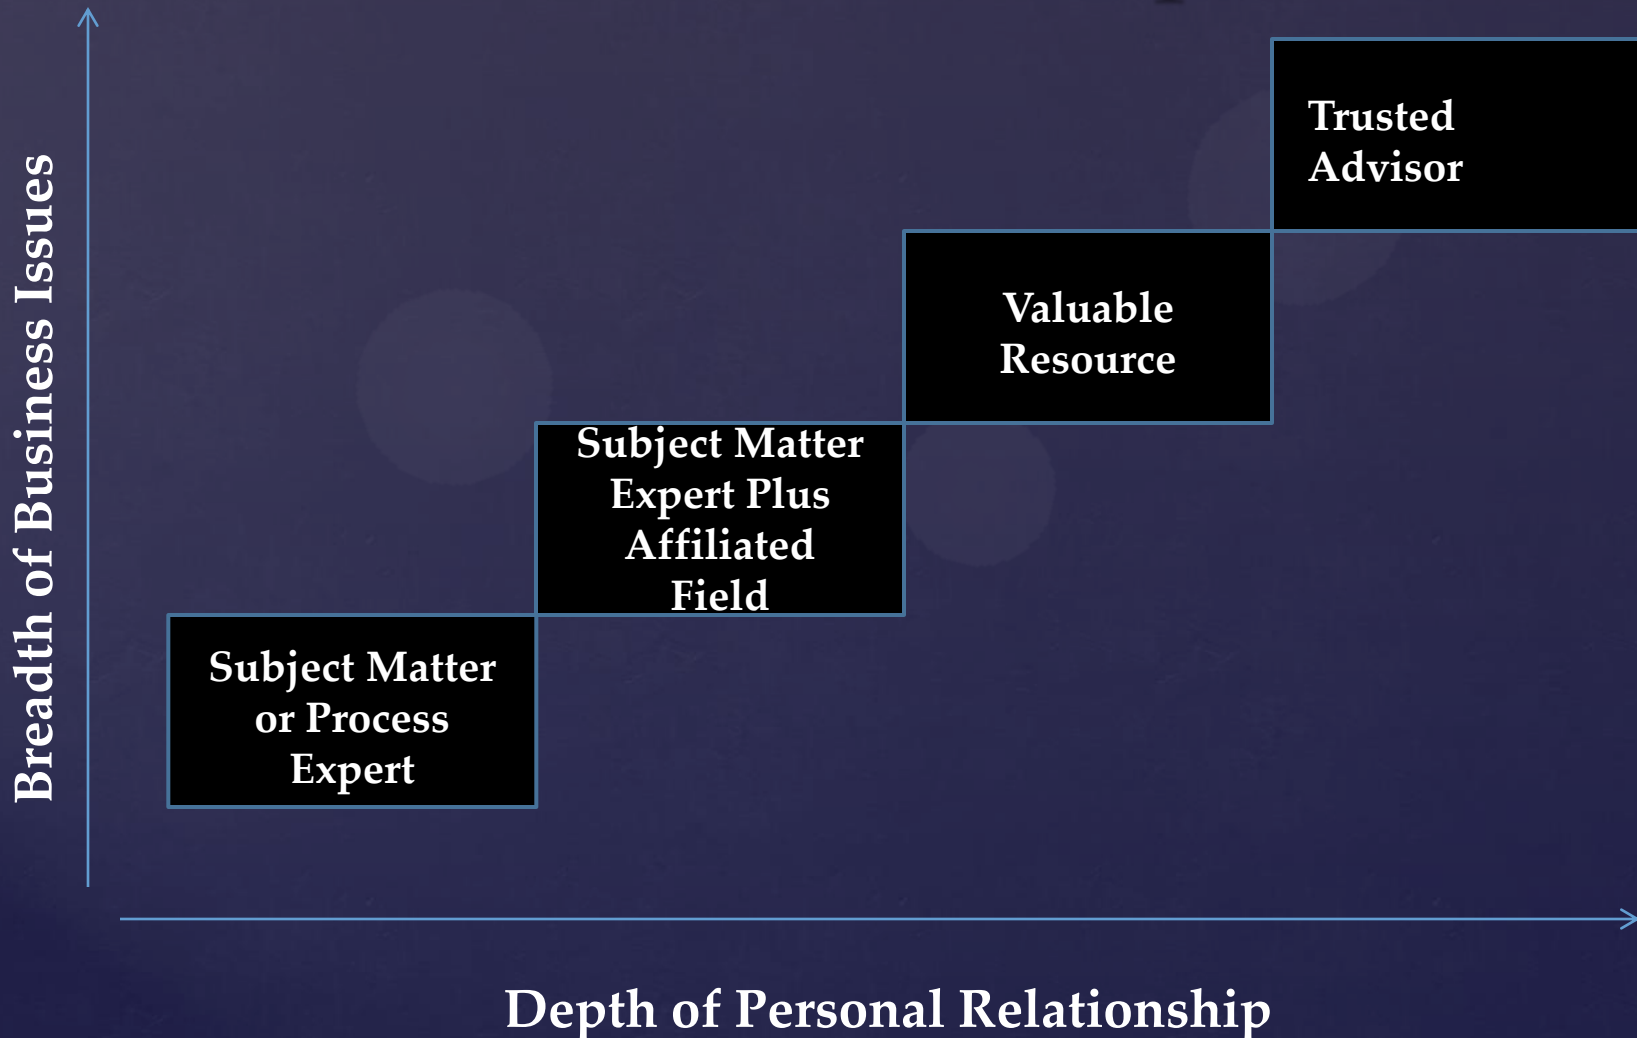 Trusted
Advisor
Valuable
Resource
Subject Matter
Expert Plus
Affiliated
Field
Subject Matter
or Process
Expert
Breadth of Business Issues
Depth of Personal Relationship